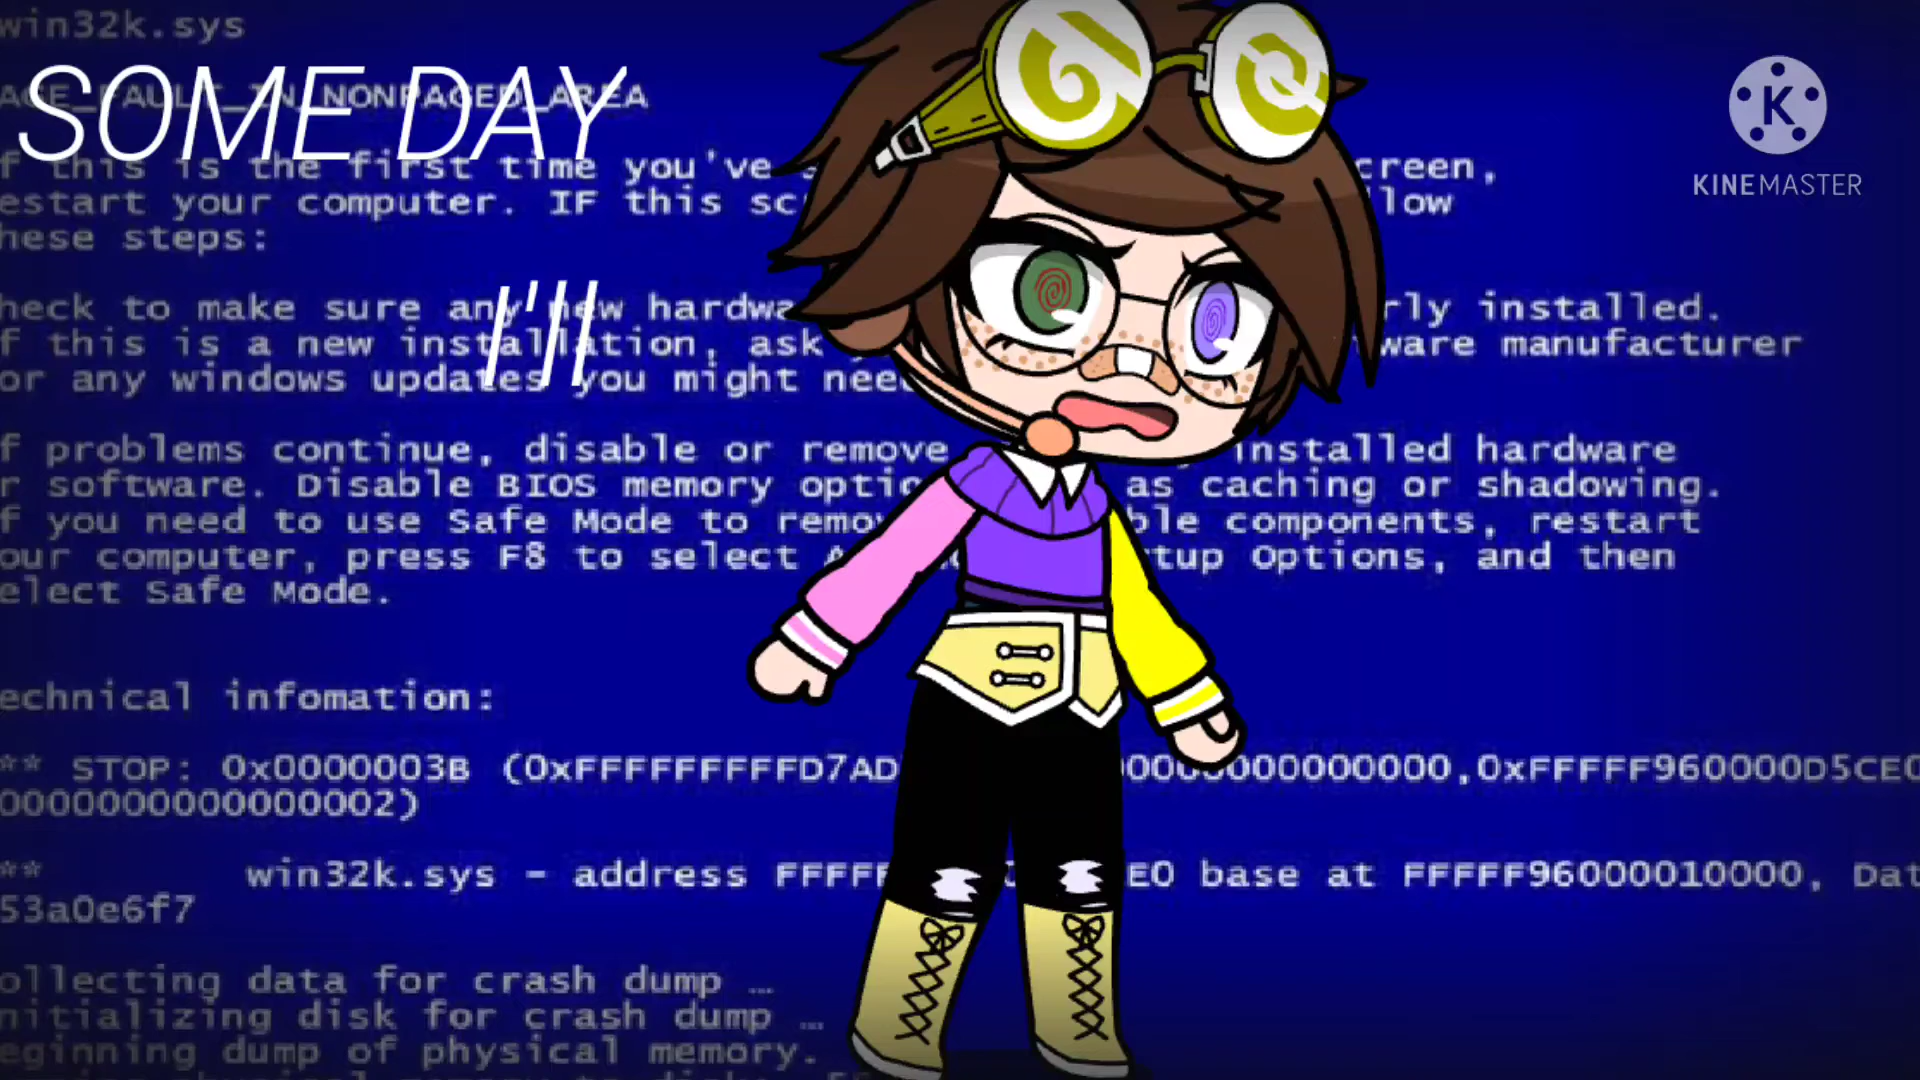 win32k.sys
SOME DAY
AGE_FAULT_IN_NONPAGED_AREA
f this is the first time you've creen,
estart your computer. IF this sc low
hese steps:
I'll
heck to make sure any new hardwa rly installed.
f this is a new installation, ask ware manufacturer
or any windows updates you might nee
f problems continue, disable or remove installed hardware
r software. Disable BIOS memory optio as caching or shadowing.
f you need to use Safe Mode to remo ble components, restart
our computer, press F8 to select A tup Options, and then
elect Safe Mode.
echnical infomation:
** STOP: 0x0000003B (0xFFFFFFFFFD7AD 00000000000000,0xFFFFF960000D5CE0
0000000000000002)
** win32k.sys - address FFFFF E0 base at FFFFF96000010000, Dat
53a0e6f7
ollecting data for crash dump ...
nitializing disk for crash dump ...
eginning dump of physical memory.
K
KINEMASTER